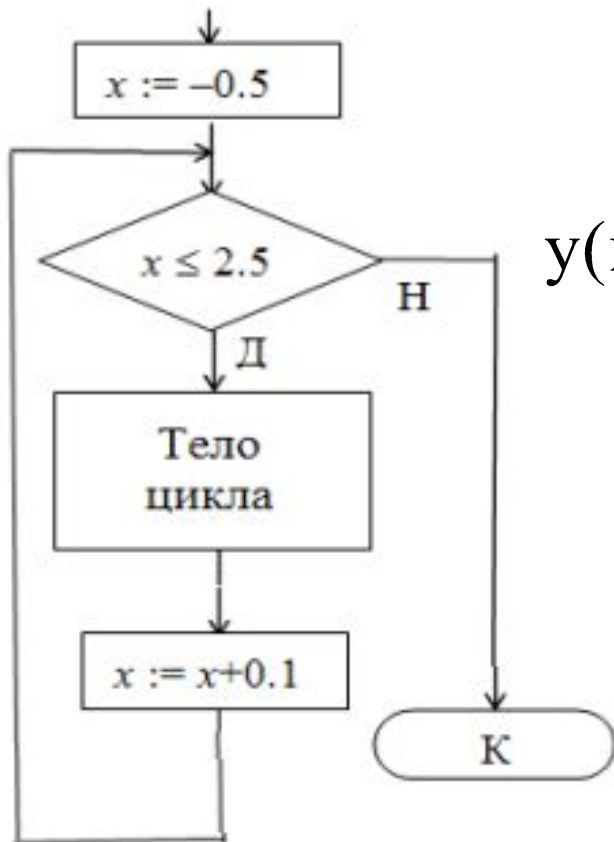 x := –0.5
x ≤ 2.5
y(
Н
Д
Тело
цикла
x := x+0.1
К